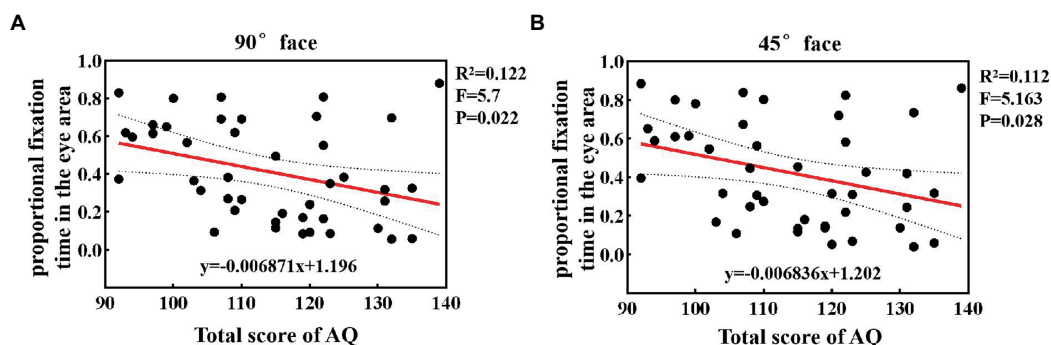 A
90° face
proportional fixation
time in the eye area
1.0
0.8
0.6
0.4
0.2
0.0
y=-0.006871x+1.196
90 100 110 120 130 140
Total score of AQ
R²=0.122
F=5.7
P=0.022
B
45° face
proportional fixation
time in the eye area
1.0
0.8
0.6
0.4
0.2
0.0
y=-0.006836x+1.202
90 100 110 120 130 140
Total score of AQ
R²=0.112
F=5.163
P=0.028